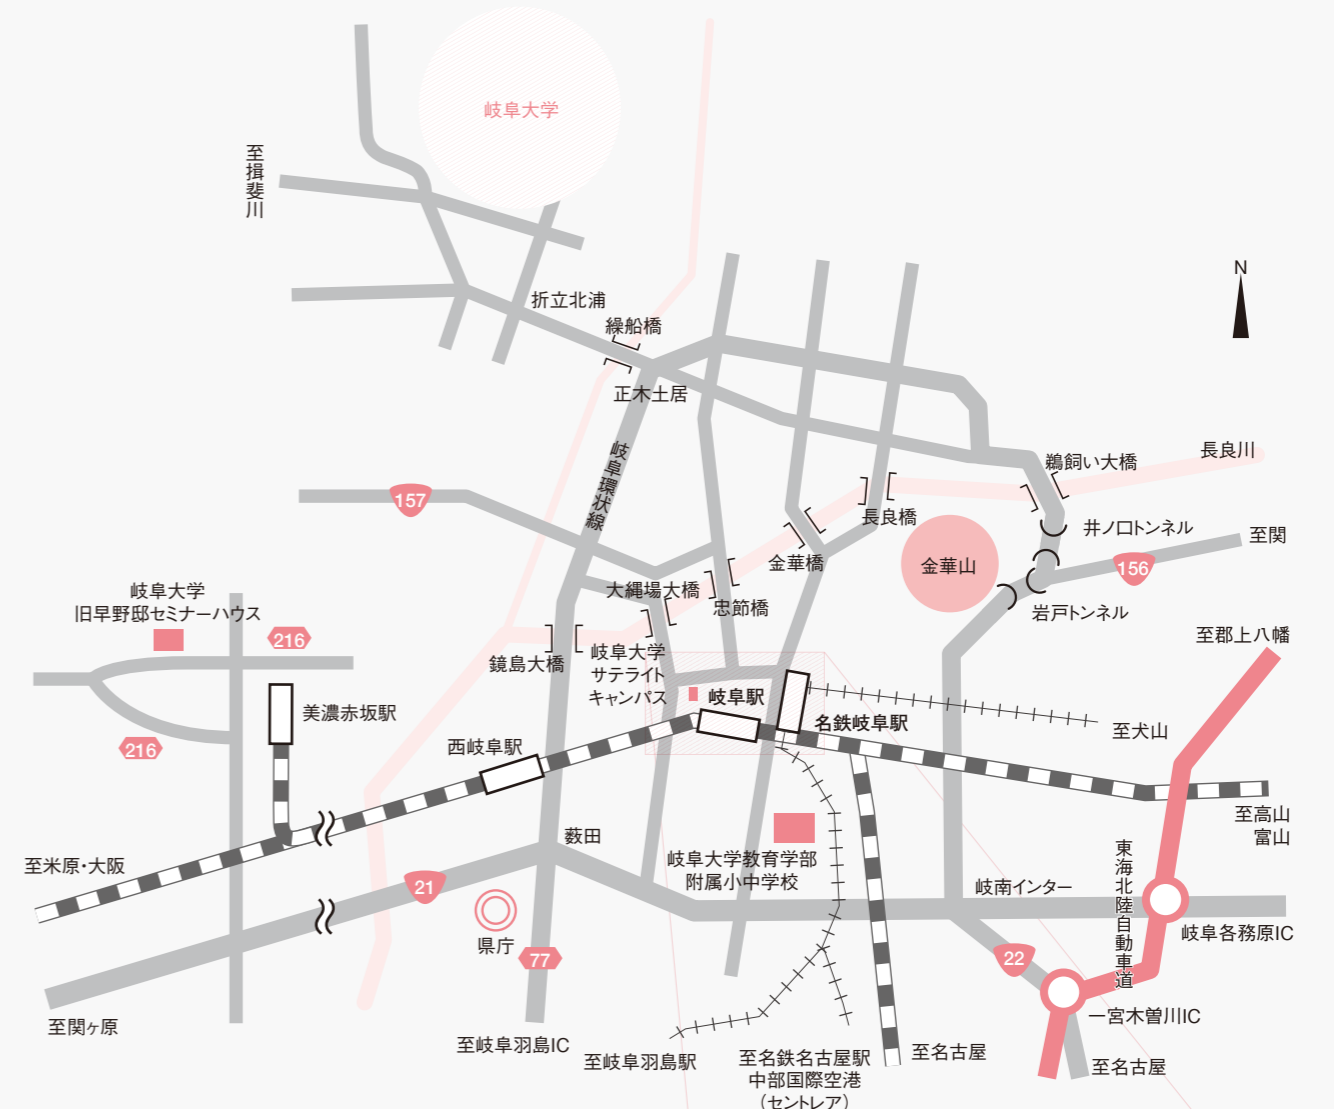 岐阜大学
至揖斐川
N
折立北浦
繰船橋
正木土居
岐阜環状線
長良川
鵜飼い大橋
157
長良橋
井ノ口トンネル
至関
金華橋
金華山
156
岐阜大学
旧早野邸セミナーハウス
大縄場大橋
忠節橋
岩戸トンネル
216
鏡島大橋
岐阜大学
サテライト
キャンパス
至郡上八幡
岐阜駅
美濃赤坂駅
名鉄岐阜駅
至犬山
216
西岐阜駅
至高山
富山
薮田
岐阜大学教育学部
附属小中学校
至米原・大阪
東海北陸自動車道
21
岐南インター
県庁
岐阜各務原IC
77
22
一宮木曽川IC
至関ヶ原
至岐阜羽島IC
至岐阜羽島駅
至名鉄名古屋駅
中部国際空港
（セントレア）
至名古屋
至名古屋